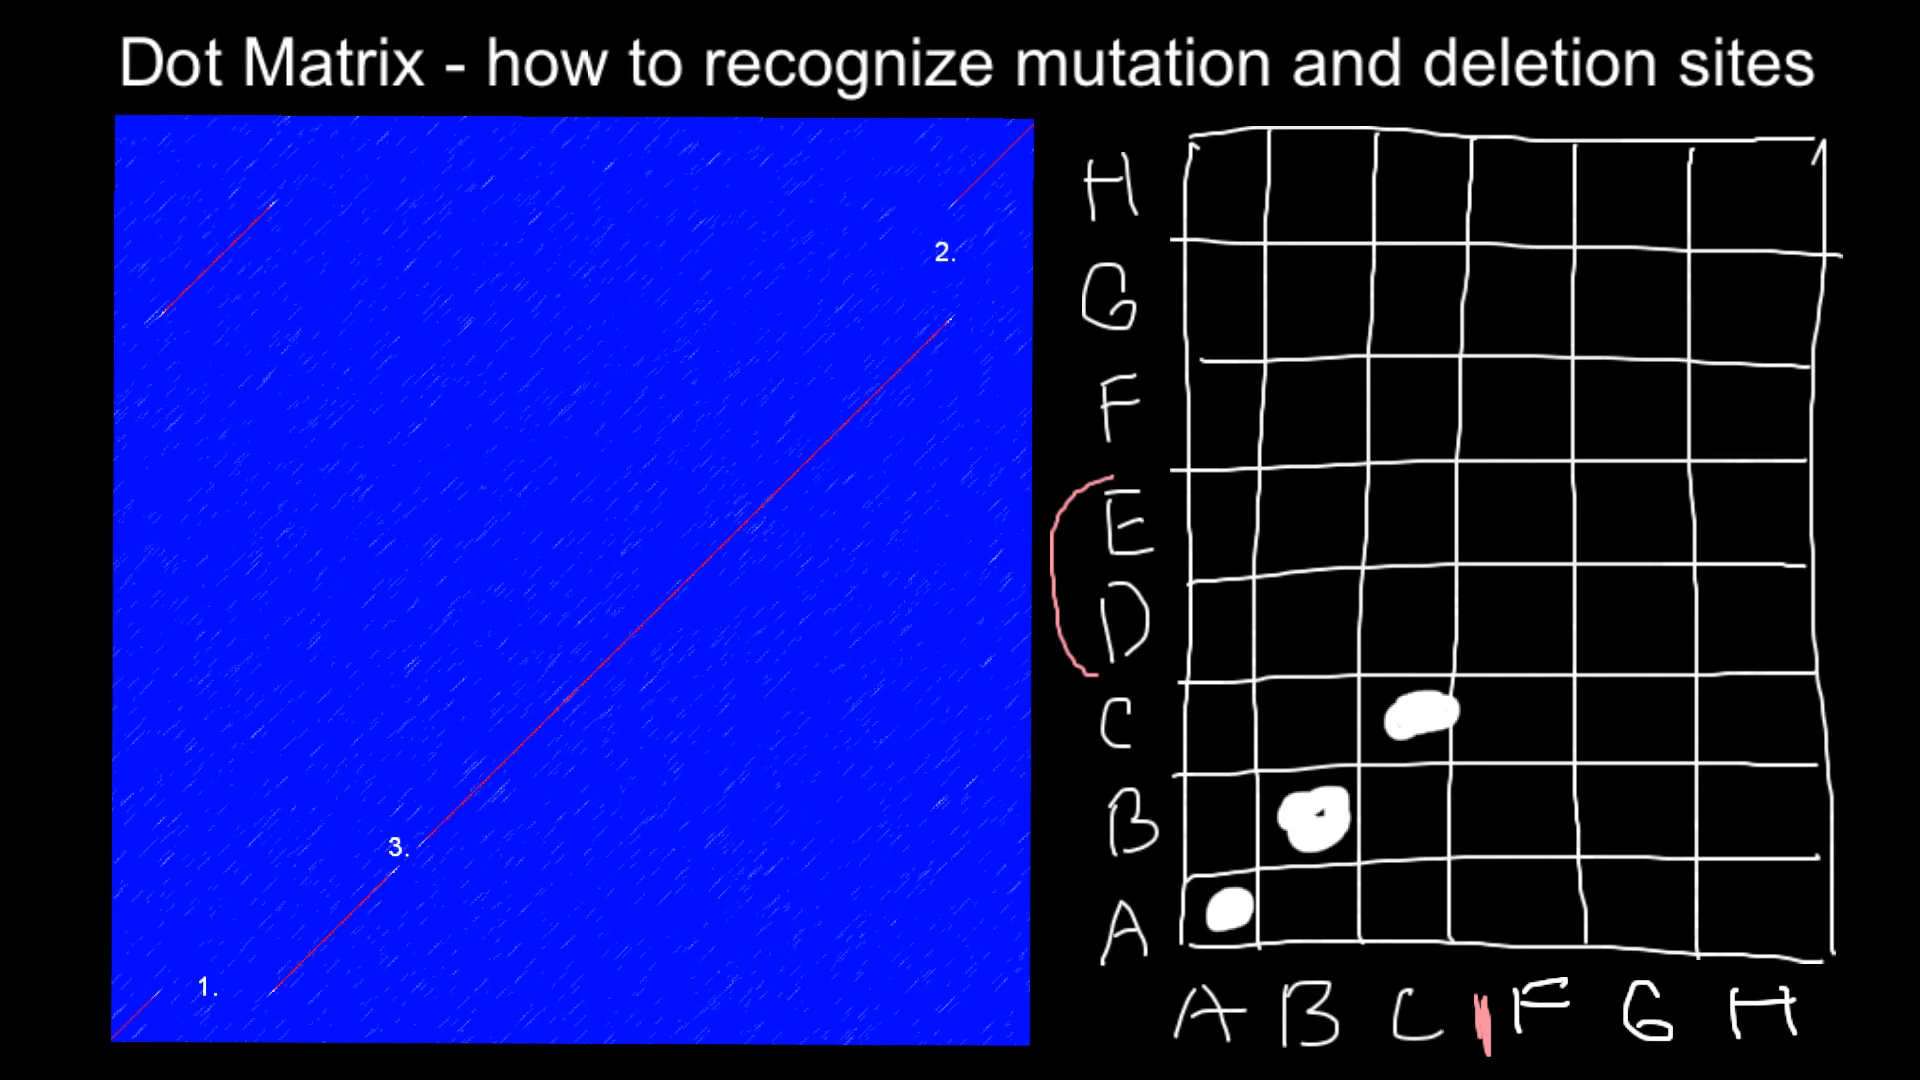 Dot Matrix - how to recognize mutation and deletion sites
2.
3.
1.
H
G
F
E
D
C
B
A
A B C F G H